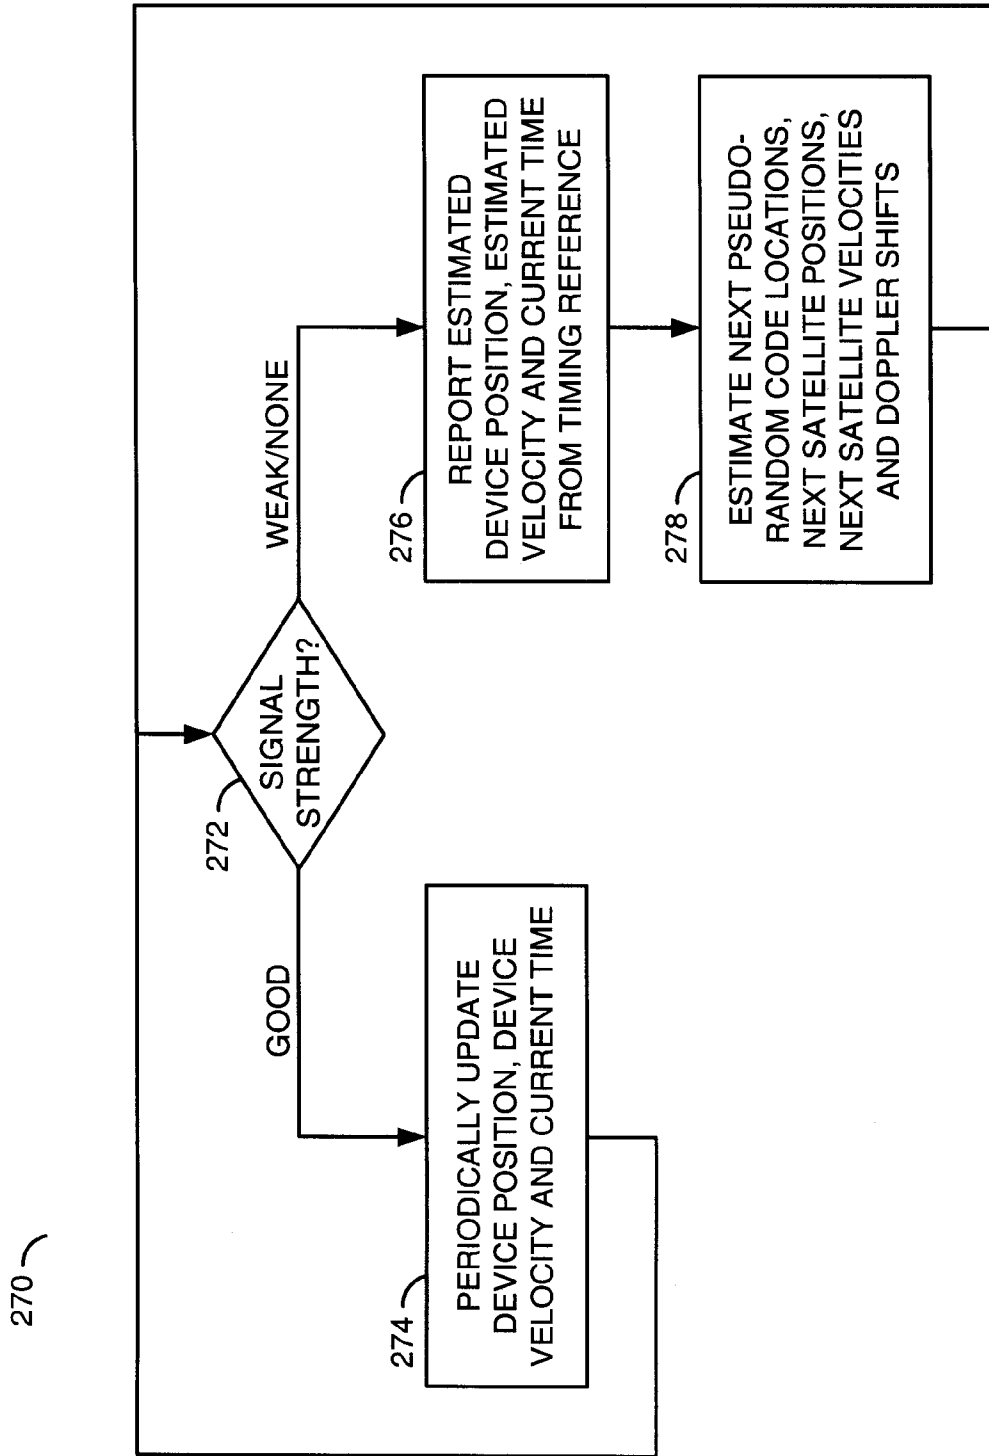 270
272
SIGNAL
STRENGTH?
GOOD
WEAK/NONE
274
PERIODICALLY UPDATE
DEVICE POSITION, DEVICE
VELOCITY AND CURRENT TIME
276
REPORT ESTIMATED
DEVICE POSITION, ESTIMATED
VELOCITY AND CURRENT TIME
FROM TIMING REFERENCE
278
ESTIMATE NEXT PSEUDO-
RANDOM CODE LOCATIONS,
NEXT SATELLITE POSITIONS,
NEXT SATELLITE VELOCITIES
AND DOPPLER SHIFTS